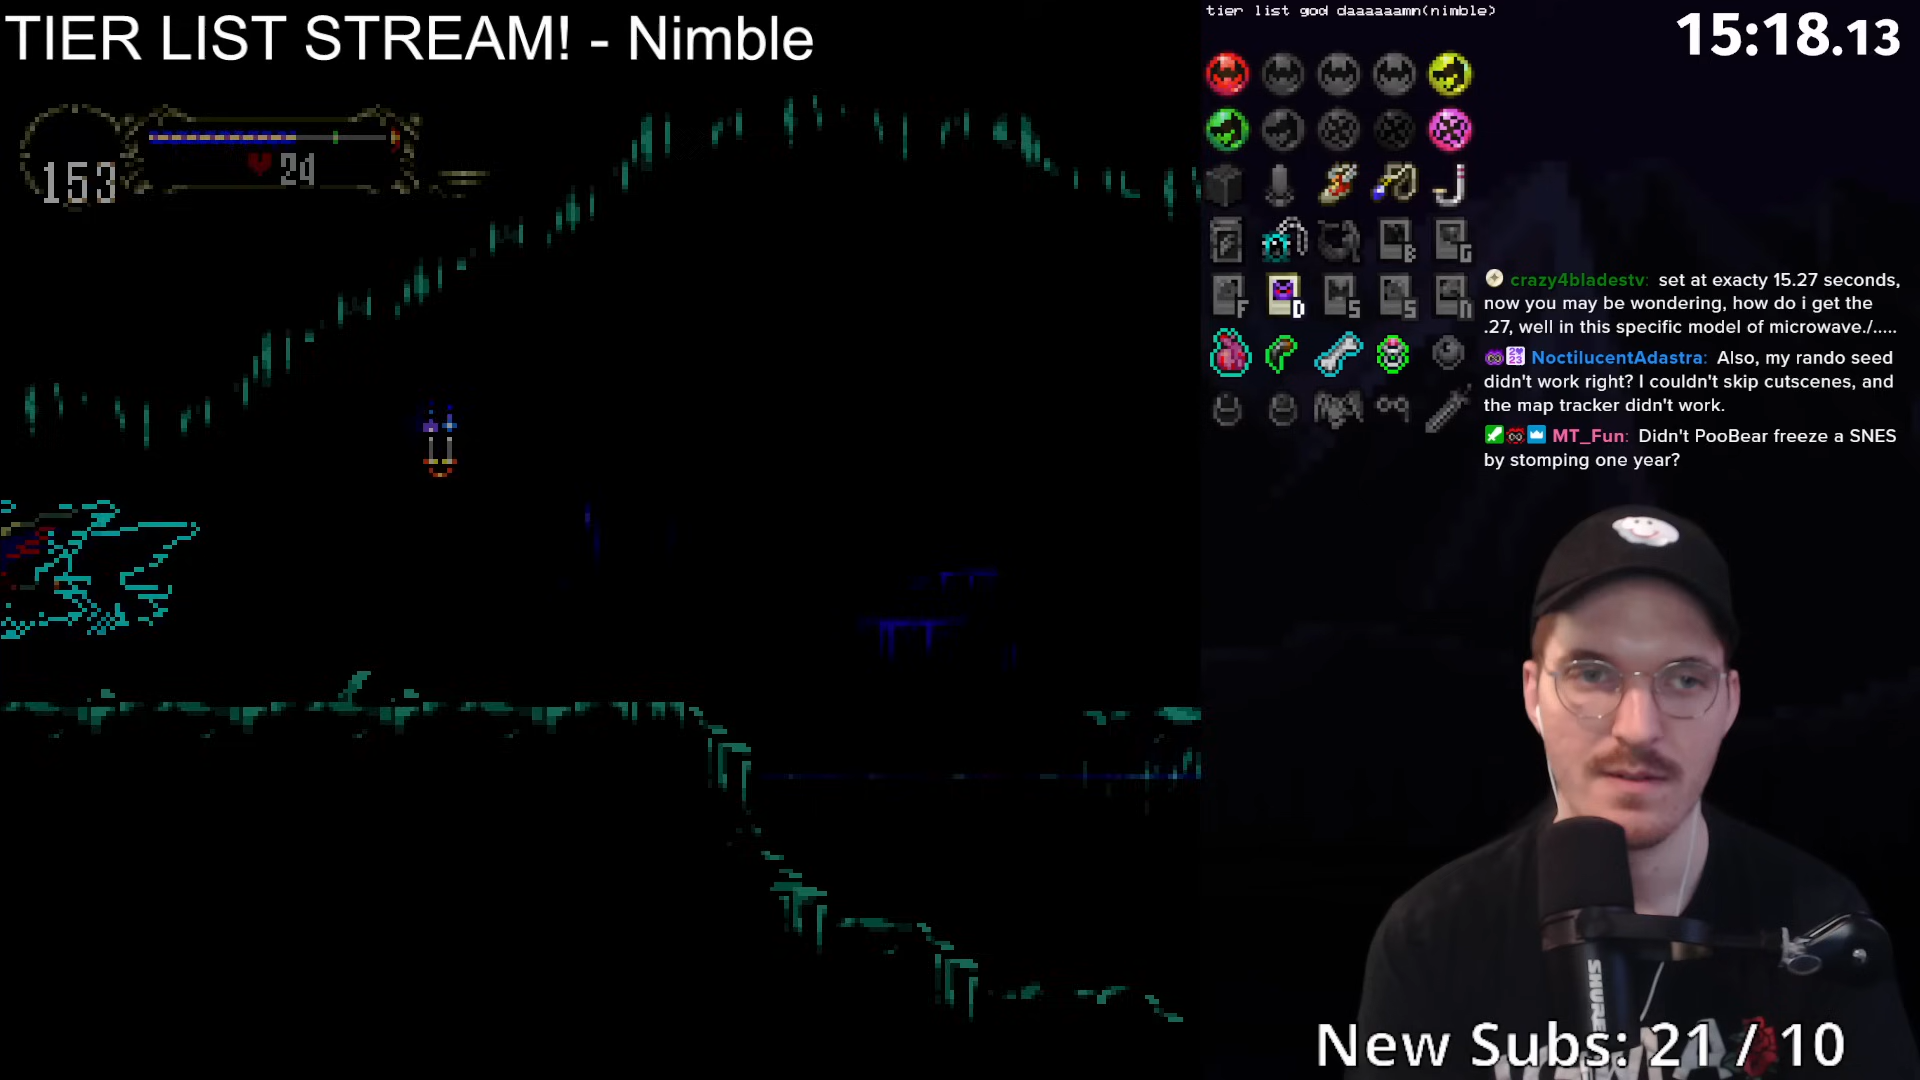 TIER LIST STREAM! - Nimble
tier list god daaaaaamn(nimble)
15:18.13
153
24
B
G
F
D
S
S
crazy4bladestv: set at exacty 15.27 seconds,
now you may be wondering, how do i get the
.27, well in this specific model of microwave./.....
NoctilucentAdastra: Also, my rando seed
didn't work right? I couldn't skip cutscenes, and
the map tracker didn't work.
MT_Fun: Didn't PooBear freeze a SNES
by stomping one year?
SHURE
New Subs: 21 / 10